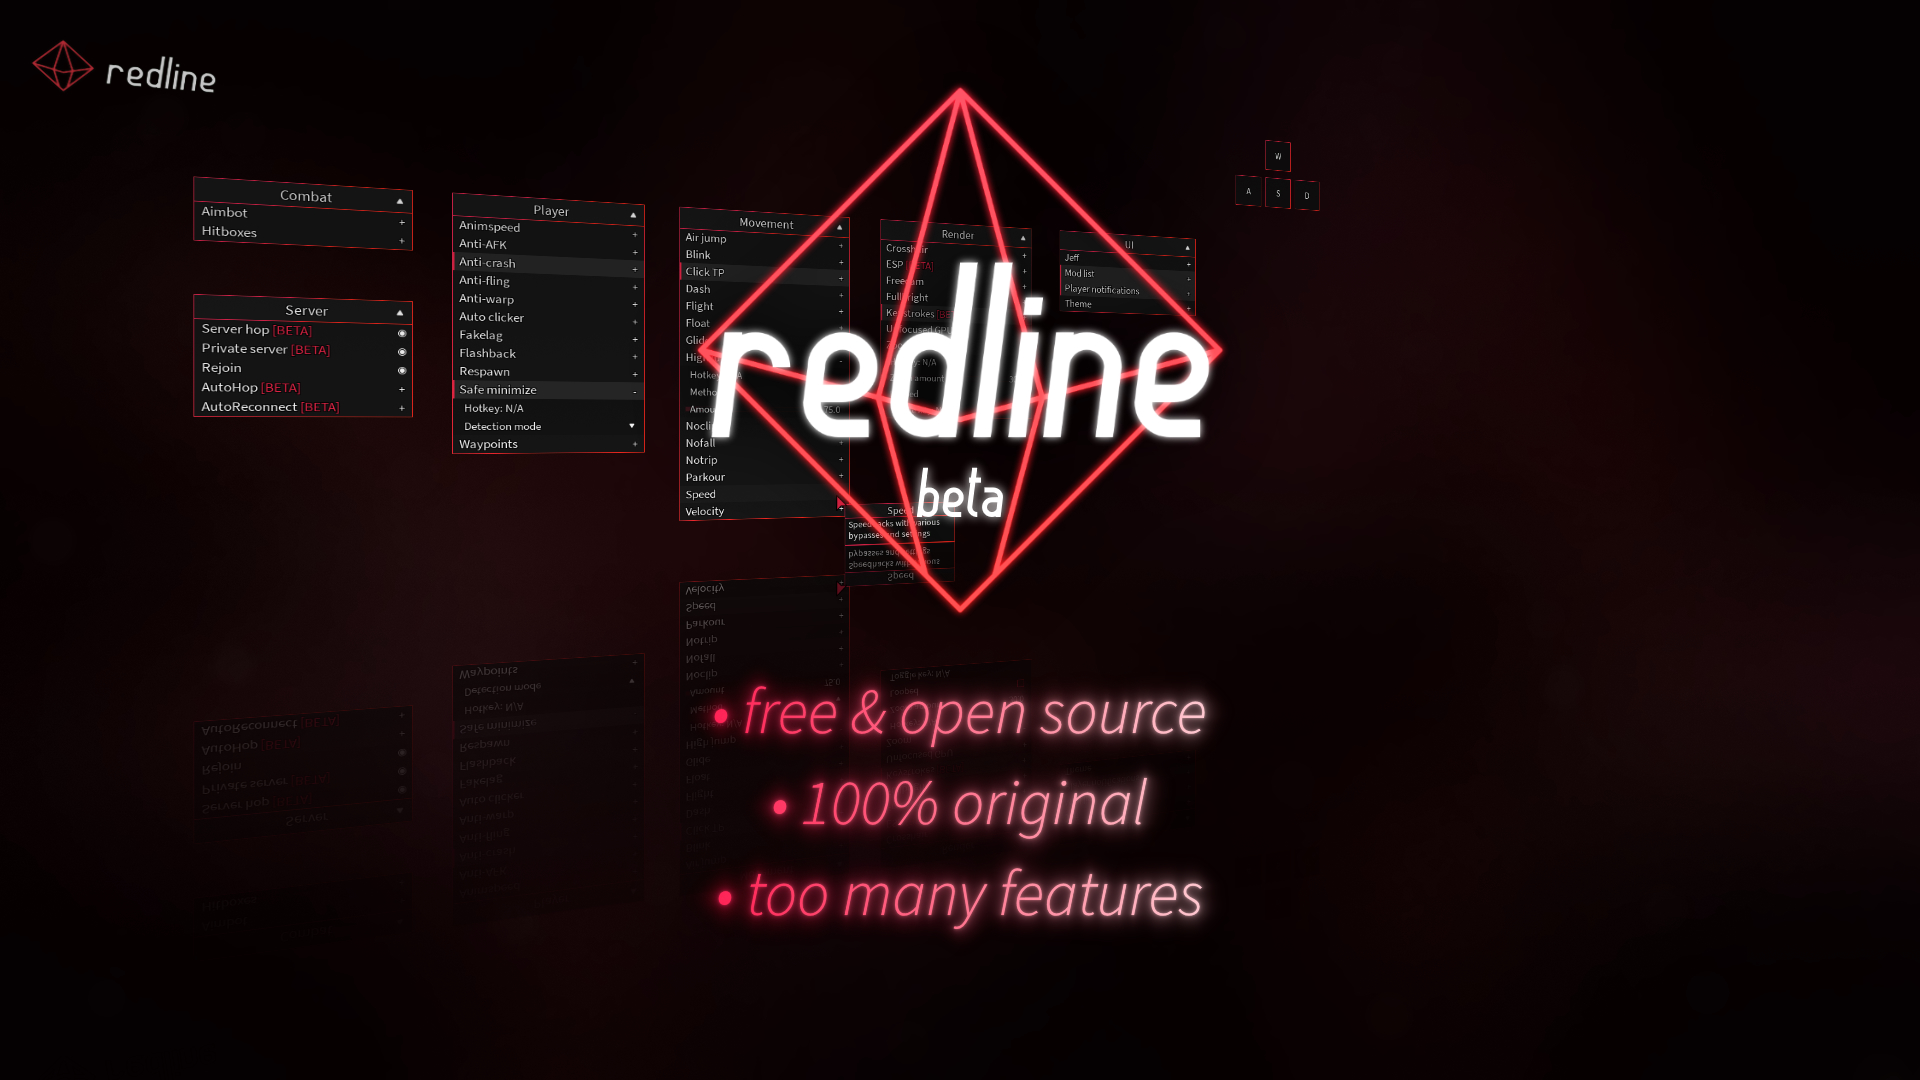 redline
Combat
Aimbot
Hitboxes
Server
Server hop [BETA]
Private server [BETA]
Rejoin
AutoHop [BETA]
AutoReconnect [BETA]
Player
Animspeed
Anti-AFK
Anti-crash
Anti-fling
Anti-warp
Auto clicker
Fakelag
Flashback
Respawn
Safe minimize
Hotkey: N/A
Detection mode
Waypoints
Movement
Air jump
Blink
Click TP
Dash
Flight
Float
Nofall
Notrip
Parkour
Speed
Velocity
Render
UI
Jeff
Mod list
Player notifications
Theme
W
A S D
redline
beta
• free & open source
• 100% original
• too many features